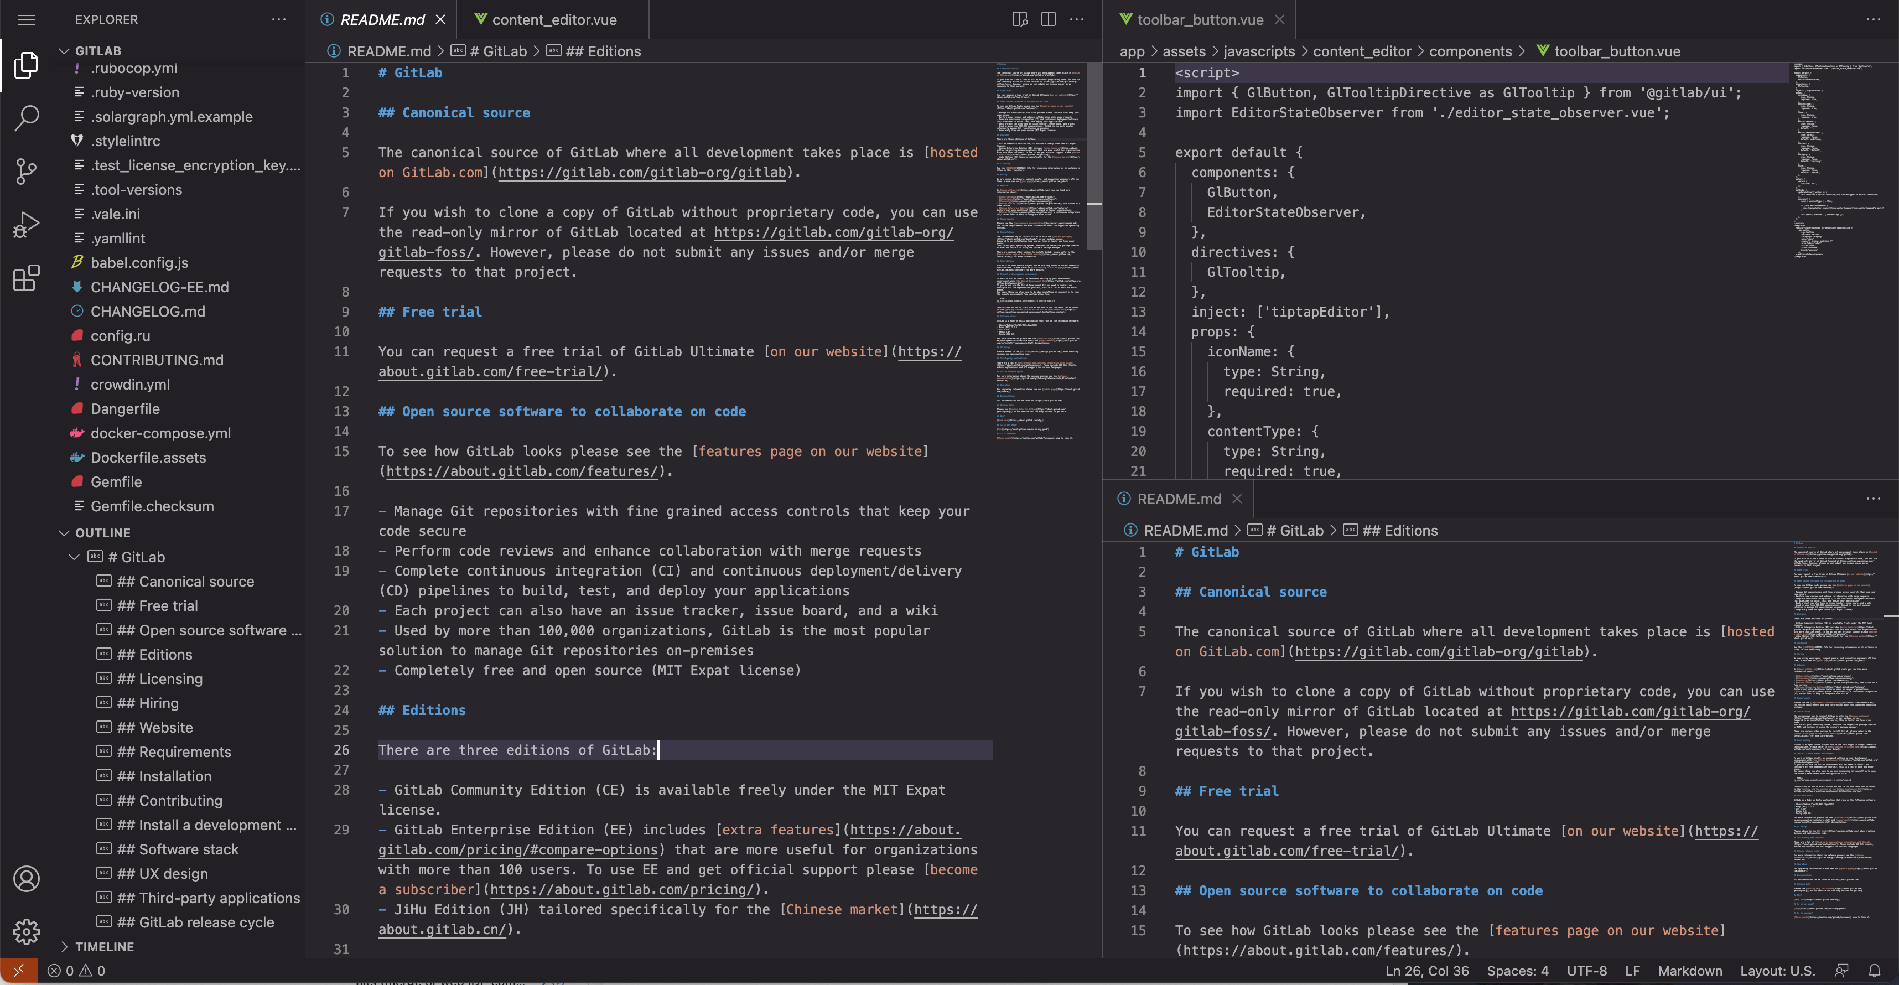 EXPLORER
GITLAB
.rubocop.yml
.ruby-version
.solargraph.yml.example
.stylelintrc
.test_license_encryption_key....
.tool-versions
.vale.ini
.yamllint
babel.config.js
CHANGELOG-EE.md
CHANGELOG.md
config.ru
CONTRIBUTING.md
crowdin.yml
Dangerfile
docker-compose.yml
Dockerfile.assets
Gemfile
Gemfile.checksum
OUTLINE
# GitLab
## Canonical source
## Free trial
## Open source software ...
## Editions
## Licensing
## Hiring
## Website
## Requirements
## Installation
## Contributing
## Install a development ...
## Software stack
## UX design
## Third-party applications
## GitLab release cycle
TIMELINE
README.md
content_editor.vue
README.md > # GitLab > ## Editions
1 # GitLab
2
3 ## Canonical source
4
5 The canonical source of GitLab where all development takes place is [hosted
on GitLab.com](https://gitlab.com/gitlab-org/gitlab).
6
7 If you wish to clone a copy of GitLab without proprietary code, you can use
the read-only mirror of GitLab located at https://gitlab.com/gitlab-org/
gitlab-foss/. However, please do not submit any issues and/or merge
requests to that project.
8
9 ## Free trial
10
11 You can request a free trial of GitLab Ultimate [on our website](https://
about.gitlab.com/free-trial/).
12
13 ## Open source software to collaborate on code
14
15 To see how GitLab looks please see the [features page on our website]
(https://about.gitlab.com/features/).
16
17 - Manage Git repositories with fine grained access controls that keep your
code secure
18 - Perform code reviews and enhance collaboration with merge requests
19 - Complete continuous integration (CI) and continuous deployment/delivery
(CD) pipelines to build, test, and deploy your applications
20 - Each project can also have an issue tracker, issue board, and a wiki
21 - Used by more than 100,000 organizations, GitLab is the most popular
solution to manage Git repositories on-premises
22 - Completely free and open source (MIT Expat license)
23
24 ## Editions
25
26 There are three editions of GitLab:
27
28 - GitLab Community Edition (CE) is available freely under the MIT Expat
license.
29 - GitLab Enterprise Edition (EE) includes [extra features](https://about.
gitlab.com/pricing/#compare-options) that are more useful for organizations
with more than 100 users. To use EE and get official support please [become
a subscriber](https://about.gitlab.com/pricing/).
30 - JiHu Edition (JH) tailored specifically for the [Chinese market](https://
about.gitlab.cn/).
31
toolbar_button.vue
app > assets > javascripts > content_editor > components > toolbar_button.vue
1 <script>
2 import { GlButton, GlTooltipDirective as GlTooltip } from '@gitlab/ui';
3 import EditorStateObserver from './editor_state_observer.vue';
4
5 export default {
6 components: {
7 GlButton,
8 EditorStateObserver,
9 },
10 directives: {
11 GlTooltip,
12 },
13 inject: ['tiptapEditor'],
14 props: {
15 iconName: {
16 type: String,
17 required: true,
18 },
19 contentType: {
20 type: String,
21 required: true,
README.md
README.md > # GitLab > ## Editions
1 # GitLab
2
3 ## Canonical source
4
5 The canonical source of GitLab where all development takes place is [hosted
on GitLab.com](https://gitlab.com/gitlab-org/gitlab).
6
7 If you wish to clone a copy of GitLab without proprietary code, you can use
the read-only mirror of GitLab located at https://gitlab.com/gitlab-org/
gitlab-foss/. However, please do not submit any issues and/or merge
requests to that project.
8
9 ## Free trial
10
11 You can request a free trial of GitLab Ultimate [on our website](https://
about.gitlab.com/free-trial/).
12
13 ## Open source software to collaborate on code
14
15 To see how GitLab looks please see the [features page on our website]
(https://about.gitlab.com/features/).
0 0
Ln 26, Col 36 Spaces: 4 UTF-8 LF Markdown Layout: U.S.